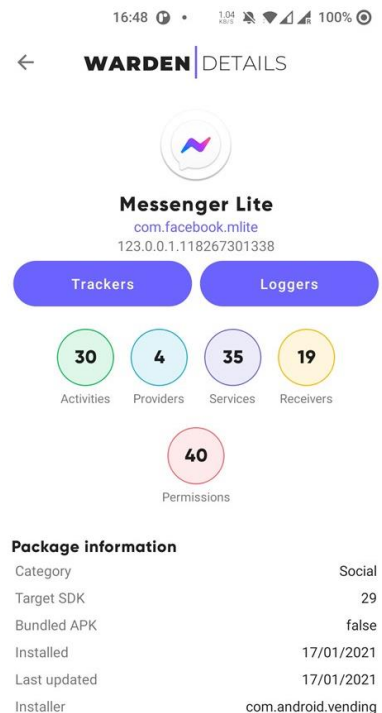 16:48 1.04 KB/S 100%
WARDEN DETAILS
Messenger Lite
com.facebook.mlite
123.0.0.1.118267301338
Trackers Loggers
30 4 35 19
Activities Providers Services Receivers
40
Permissions
Package information
Category Social
Target SDK 29
Bundled APK false
Installed 17/01/2021
Last updated 17/01/2021
Installer com.android.vending